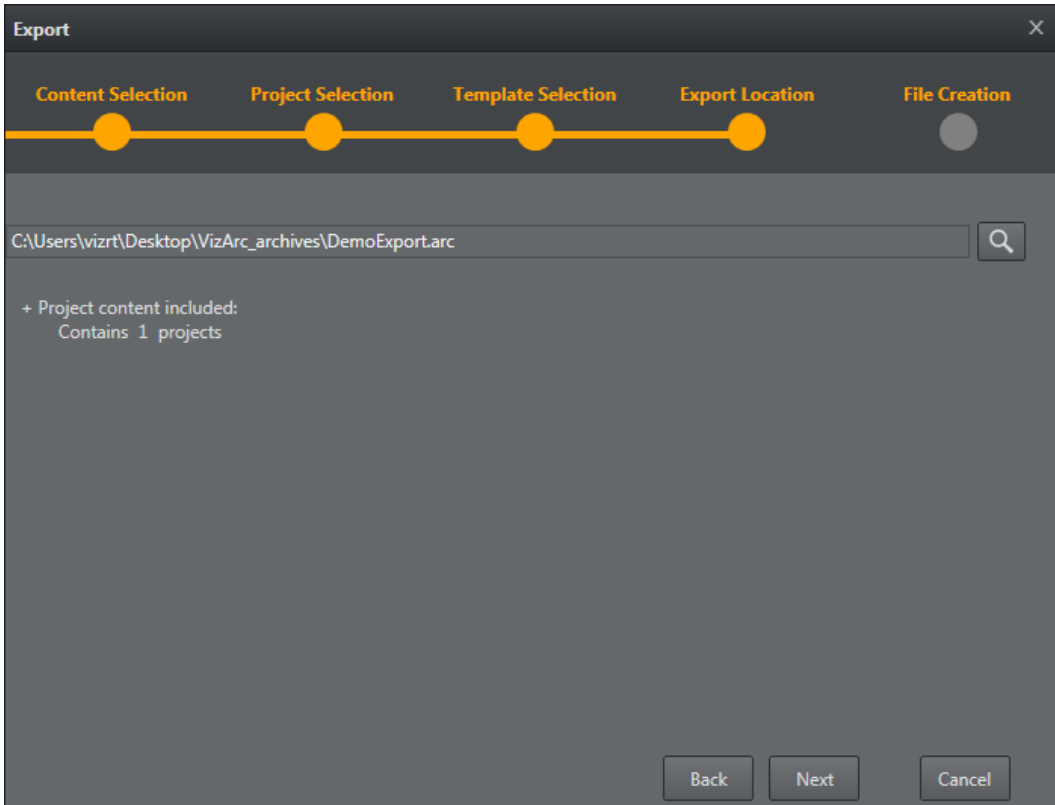 Export
Content Selection Project Selection Template Selection Export Location File Creation
C:\Users\vizrt\Desktop\VizArc_archives\DemoExport.arc
+ Project content included:
Contains 1 projects
Back Next Cancel